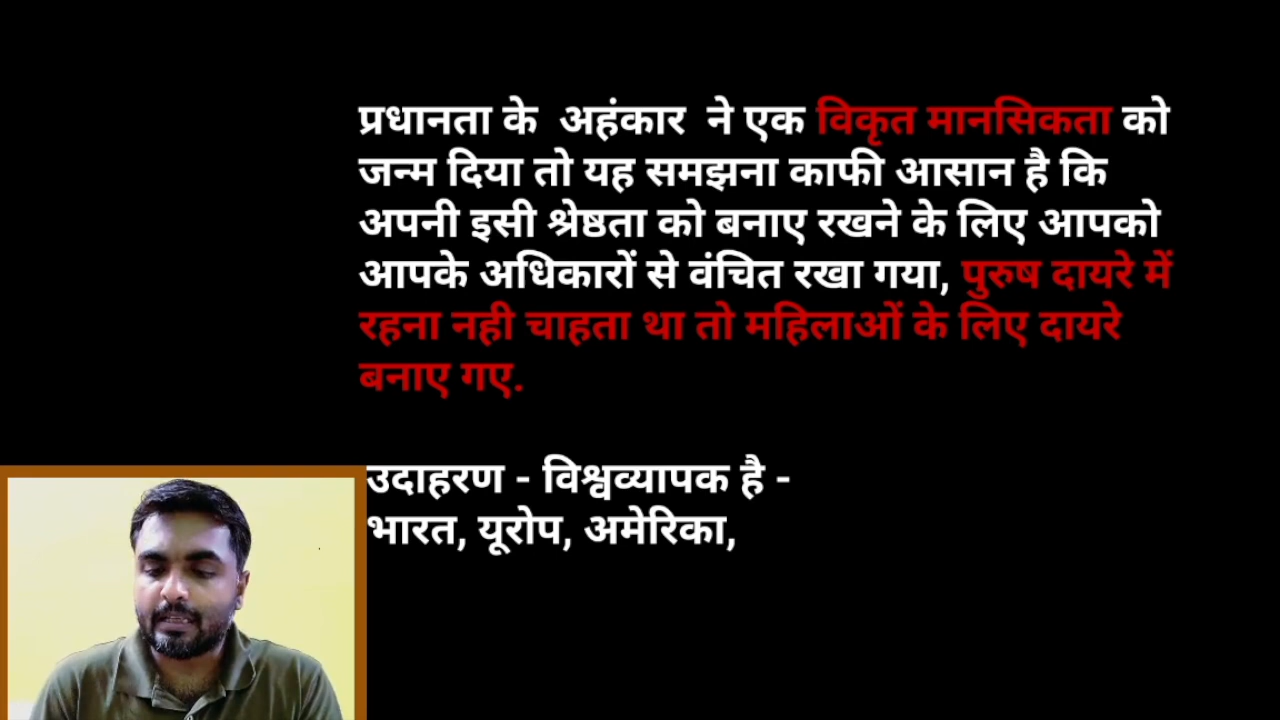 प्रधानता के अहंकार ने एक विकृत मानसिकता को
जन्म दिया तो यह समझना काफी आसान है कि
अपनी इसी श्रेष्ठता को बनाए रखने के लिए आपको
आपके अधिकारों से वंचित रखा गया, पुरुष दायरे में
रहना नही चाहता था तो महिलाओं के लिए दायरे
बनाए गए.
उदाहरण - विश्वव्यापक है -
भारत, यूरोप, अमेरिका,